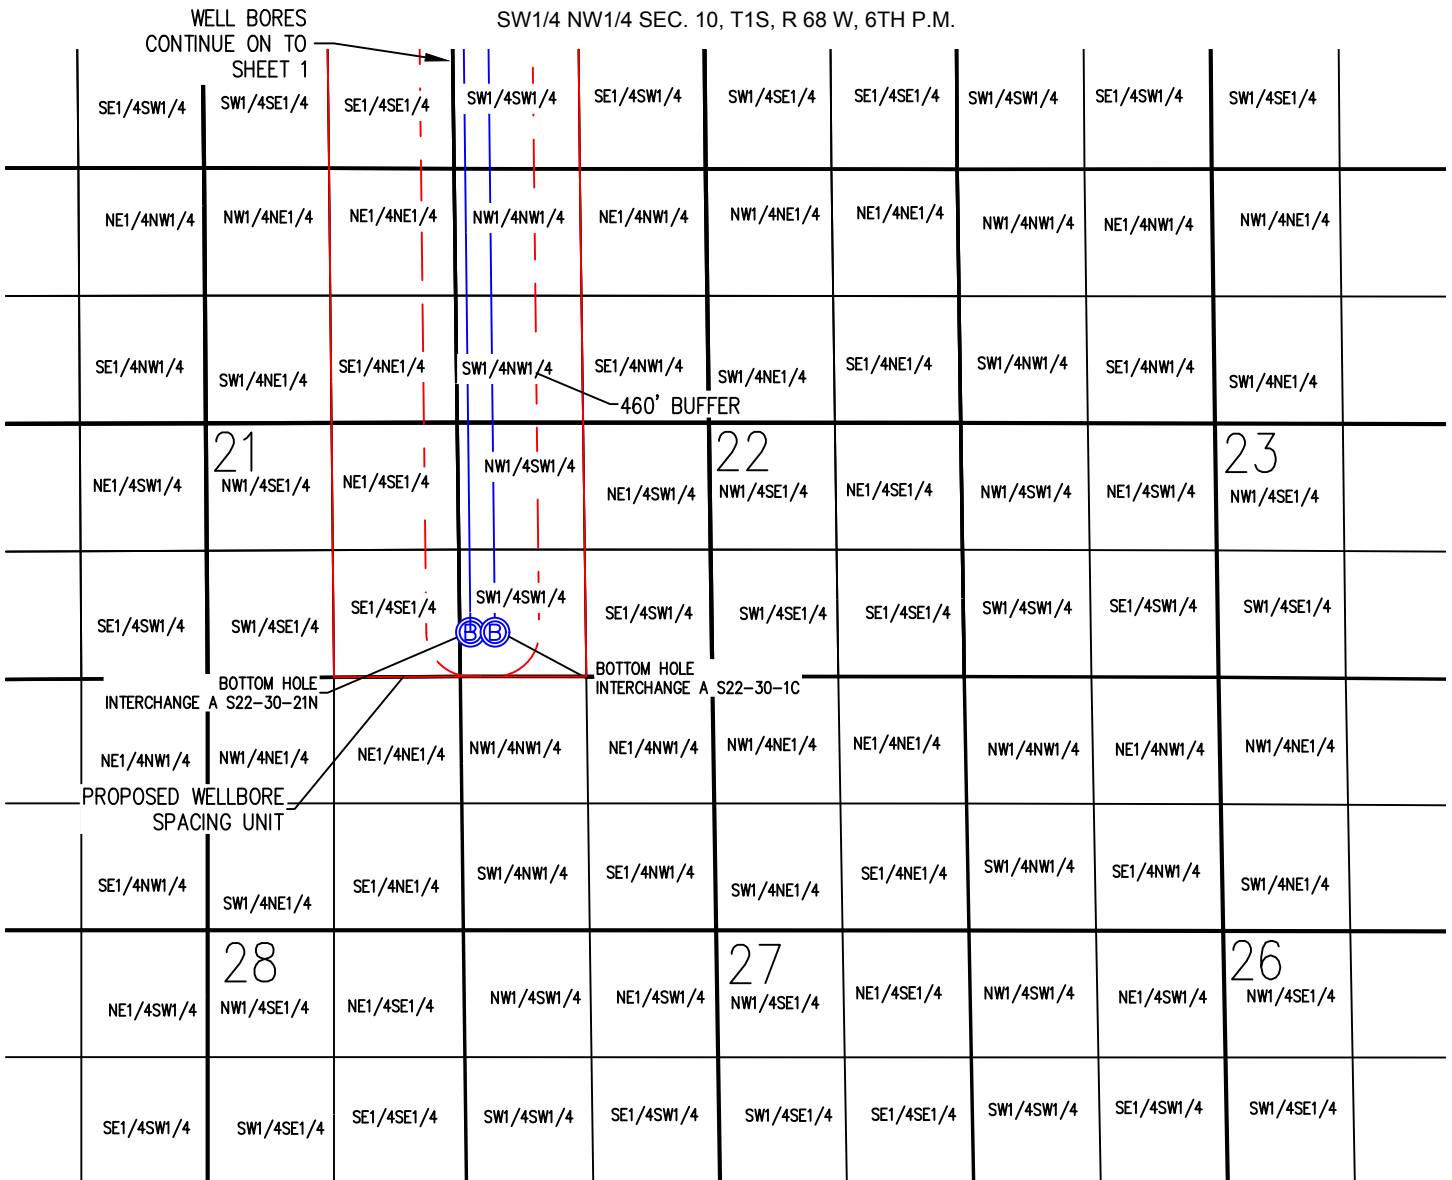 SW1/4 NW1/4 SEC. 10, T1S, R 68 W, 6TH P.M.
WELL BORES
CONTINUE ON TO
SHEET 1
SE1/4SW1/4
SW1/4SE1/4
SE1/4SE1/4
SW1/4SW1/4
SE1/4SW1/4
SW1/4SE1/4
SE1/4SE1/4
SW1/4SW1/4
SE1/4SW1/4
SW1/4SE1/4
NE1/4NW1/4
NW1/4NE1/4
NE1/4NE1/4
NW1/4NW1/4
NE1/4NW1/4
NW1/4NE1/4
NE1/4NE1/4
NW1/4NW1/4
NE1/4NW1/4
NW1/4NE1/4
SE1/4NW1/4
SW1/4NE1/4
SE1/4NE1/4
SW1/4NW1/4
SE1/4NW1/4
SW1/4NE1/4
SE1/4NE1/4
SW1/4NW1/4
SE1/4NW1/4
SW1/4NE1/4
460' BUFFER
21
22
23
NE1/4SW1/4
NW1/4SE1/4
NE1/4SE1/4
NW1/4SW1/4
NE1/4SW1/4
NW1/4SE1/4
NE1/4SE1/4
NW1/4SW1/4
NE1/4SW1/4
NW1/4SE1/4
SE1/4SW1/4
SW1/4SE1/4
SE1/4SE1/4
SW1/4SW1/4
SE1/4SW1/4
SW1/4SE1/4
SE1/4SE1/4
SW1/4SW1/4
SE1/4SW1/4
SW1/4SE1/4
B
B
BOTTOM HOLE
INTERCHANGE A S22-30-21N
BOTTOM HOLE
INTERCHANGE A S22-30-1C
NE1/4NW1/4
NW1/4NE1/4
NE1/4NE1/4
NW1/4NW1/4
NE1/4NW1/4
NW1/4NE1/4
NE1/4NE1/4
NW1/4NW1/4
NE1/4NW1/4
NW1/4NE1/4
PROPOSED WELLBORE
SPACING UNIT
SE1/4NW1/4
SW1/4NE1/4
SE1/4NE1/4
SW1/4NW1/4
SE1/4NW1/4
SW1/4NE1/4
SE1/4NE1/4
SW1/4NW1/4
SE1/4NW1/4
SW1/4NE1/4
28
27
26
NE1/4SW1/4
NW1/4SE1/4
NE1/4SE1/4
NW1/4SW1/4
NE1/4SW1/4
NW1/4SE1/4
NE1/4SE1/4
NW1/4SW1/4
NE1/4SW1/4
NW1/4SE1/4
SE1/4SW1/4
SW1/4SE1/4
SE1/4SE1/4
SW1/4SW1/4
SE1/4SW1/4
SW1/4SE1/4
SE1/4SE1/4
SW1/4SW1/4
SE1/4SW1/4
SW1/4SE1/4